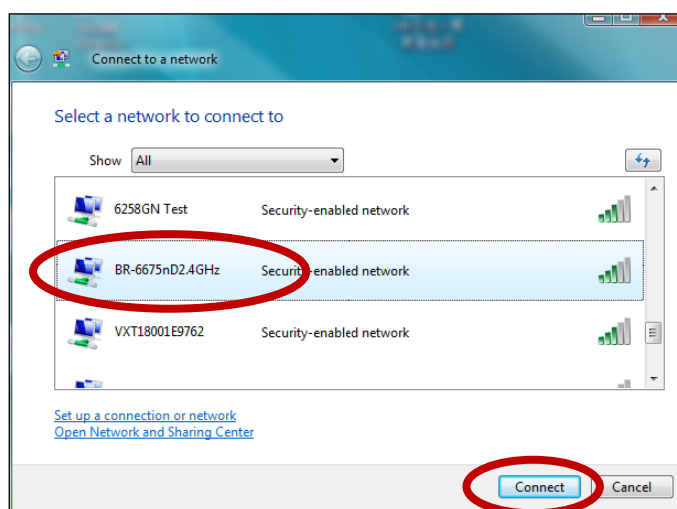 Connect to a network
Select a network to connect to
Show All
6258GN Test Security-enabled network
BR-6675nD2.4GHz Security-enabled network
VXT18001E9762 Security-enabled network
Set up a connection or network
Open Network and Sharing Center
Connect Cancel